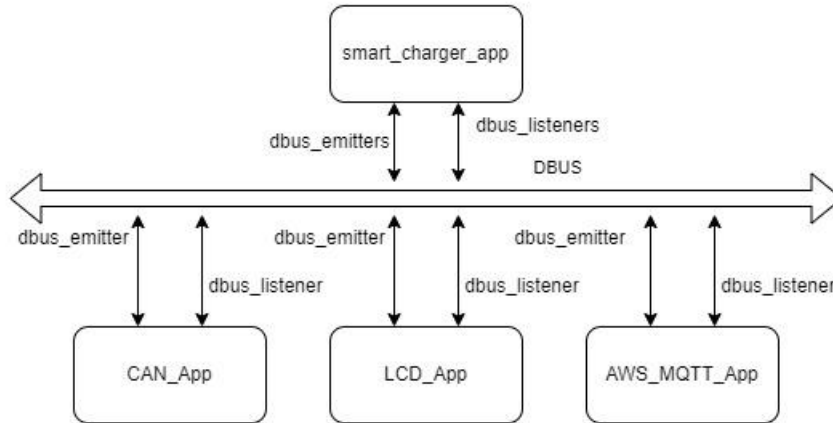 smart_charger_app
dbus_emitters
dbus_listeners
DBUS
dbus_emitter
dbus_emitter
dbus_emitter
dbus_listener
dbus_listener
dbus_listener
CAN_App
LCD_App
AWS_MQTT_App